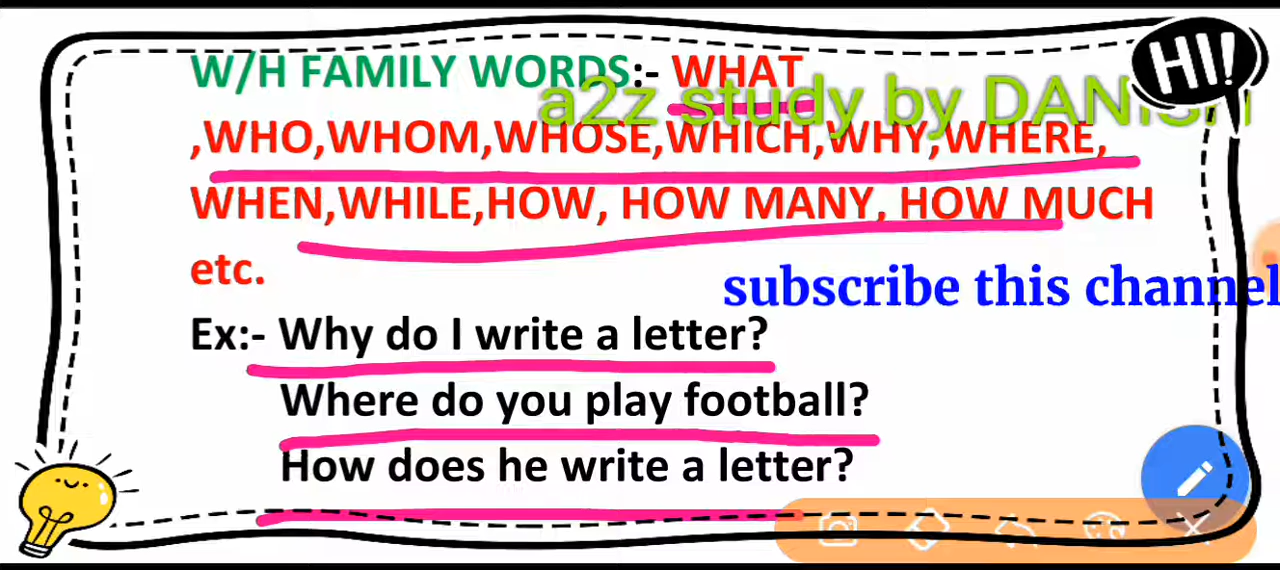 W/H FAMILY WORDS:- WHAT
a2z study by DANISH
HI!
,WHO,WHOM,WHOSE,WHICH,WHY,WHERE,
WHEN,WHILE,HOW, HOW MANY, HOW MUCH
etc.
subscribe this channel
Ex:- Why do I write a letter?
Where do you play football?
How does he write a letter?